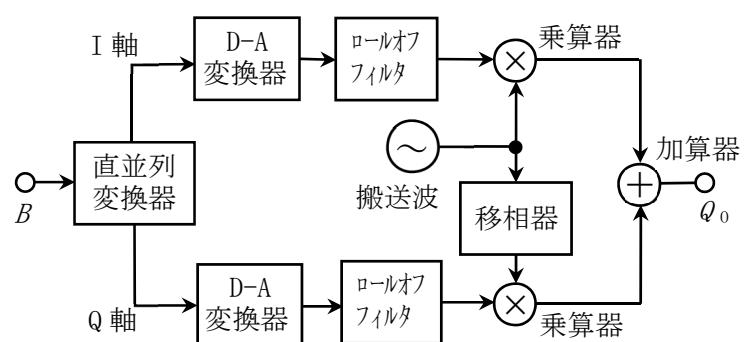 I 軸
D-A
変換器
ロールオフ
フィルタ
乗算器
直並列
変換器
B
搬送波
移相器
加算器
Q₀
Q 軸
D-A
変換器
ロールオフ
フィルタ
乗算器